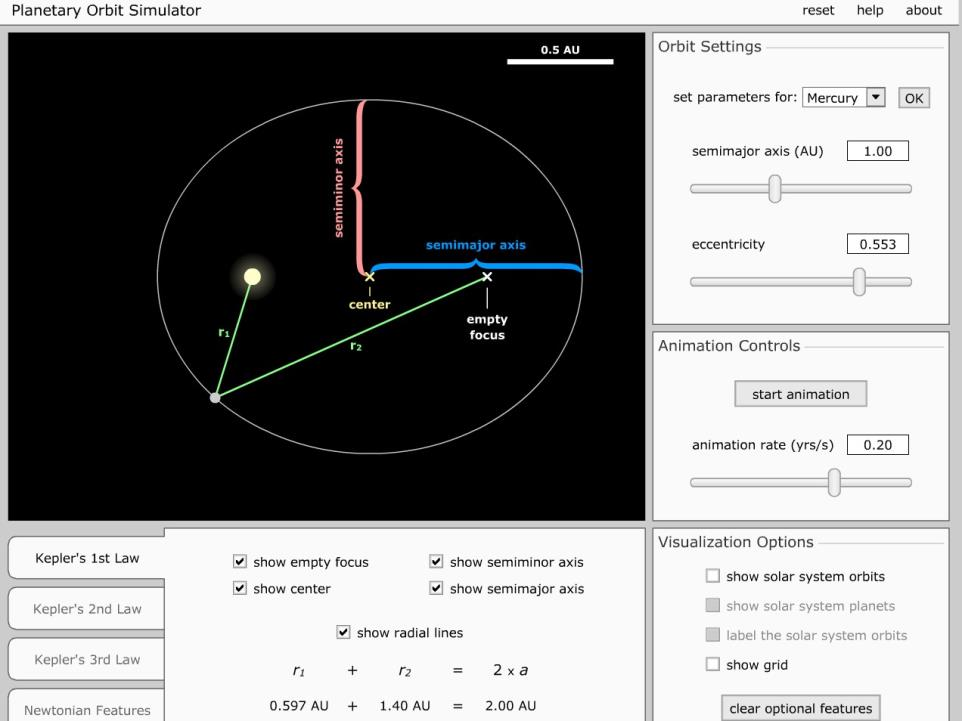 Planetary Orbit Simulator
reset help about
0.5 AU
semiminor axis
semimajor axis
center
empty
focus
r₁
r₂
Orbit Settings
set parameters for: Mercury OK
semimajor axis (AU) 1.00
eccentricity 0.553
Animation Controls
start animation
animation rate (yrs/s) 0.20
Kepler's 1st Law
Kepler's 2nd Law
Kepler's 3rd Law
Newtonian Features
show empty focus show semiminor axis
show center show semimajor axis
show radial lines
r₁ + r₂ = 2 x a
0.597 AU + 1.40 AU = 2.00 AU
Visualization Options
show solar system orbits
show solar system planets
label the solar system orbits
show grid
clear optional features